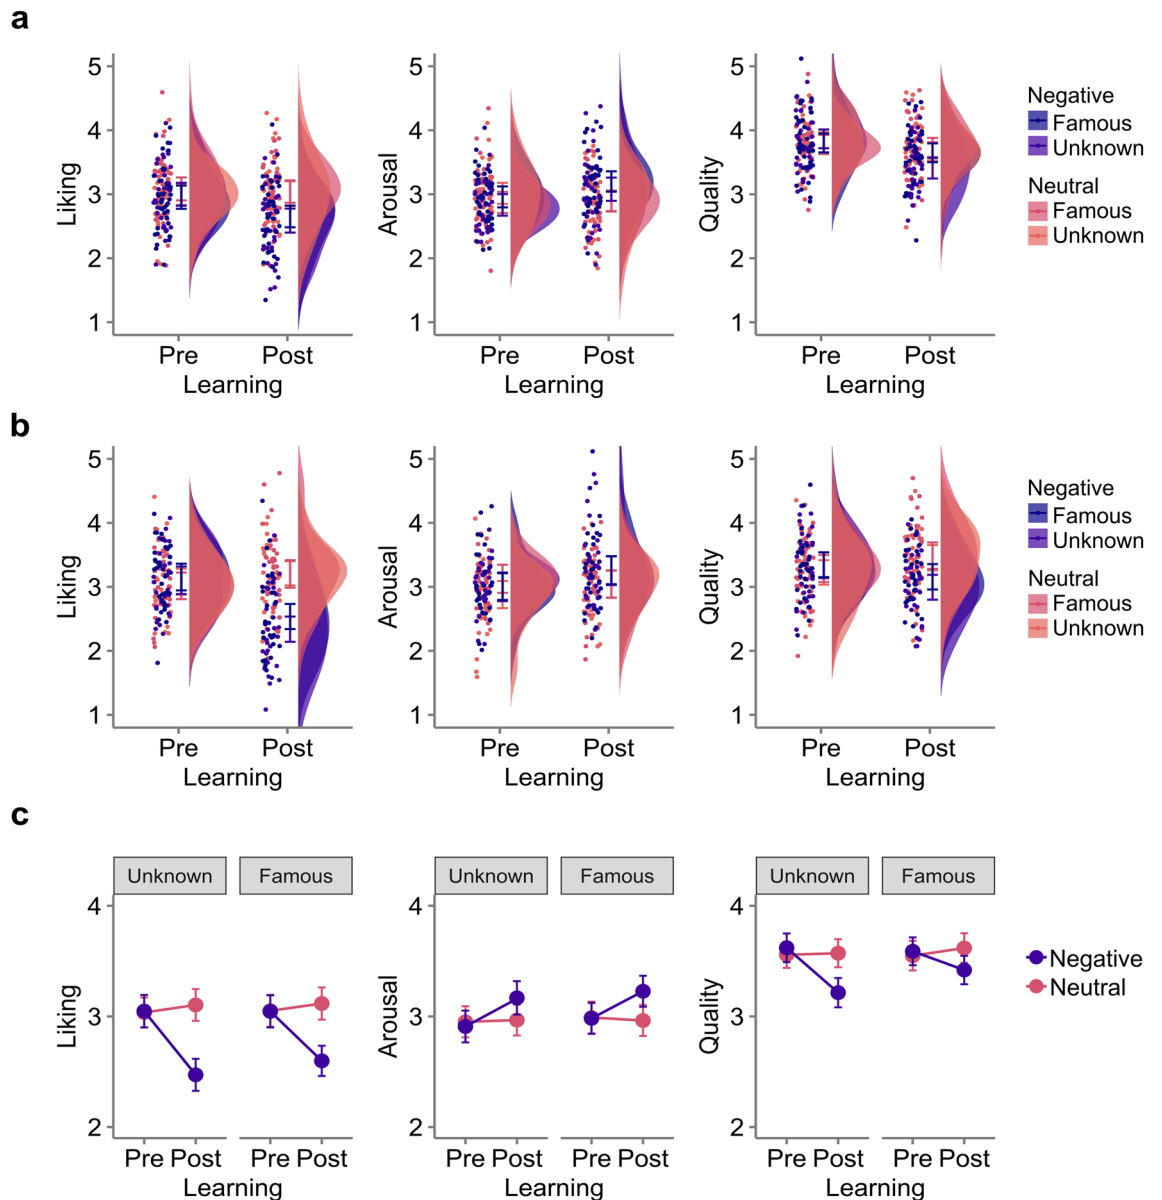 a
Liking
5
4
3
2
1
Pre
Post
Learning
Arousal
5
4
3
2
1
Pre
Post
Learning
Quality
5
4
3
2
1
Pre
Post
Learning
Negative
Famous
Unknown
Neutral
Famous
Unknown
b
Liking
5
4
3
2
1
Pre
Post
Learning
Arousal
5
4
3
2
1
Pre
Post
Learning
Quality
5
4
3
2
1
Pre
Post
Learning
Negative
Famous
Unknown
Neutral
Famous
Unknown
c
Unknown
Famous
Liking
4
3
2
Pre Post
Pre Post
Learning
Unknown
Famous
Arousal
4
3
2
Pre Post
Pre Post
Learning
Unknown
Famous
Quality
4
3
2
Pre Post
Pre Post
Learning
Negative
Neutral